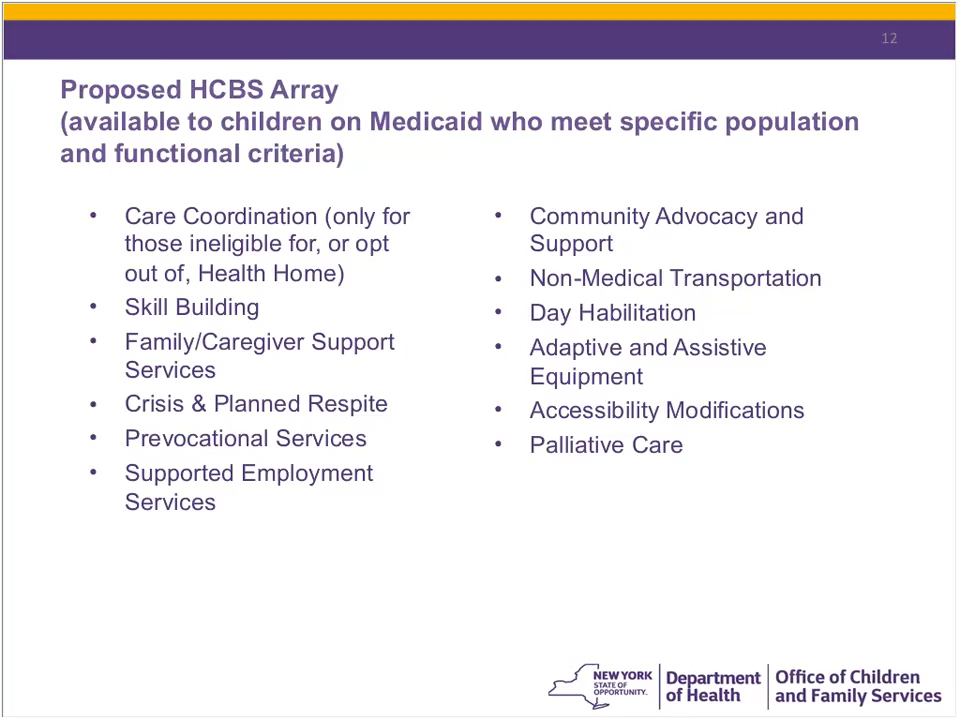 12
Proposed HCBS Array
(available to children on Medicaid who meet specific population
and functional criteria)
• Care Coordination (only for
those ineligible for, or opt
out of, Health Home)
• Skill Building
• Family/Caregiver Support
Services
• Crisis & Planned Respite
• Prevocational Services
• Supported Employment
Services
• Community Advocacy and
Support
• Non-Medical Transportation
• Day Habilitation
• Adaptive and Assistive
Equipment
• Accessibility Modifications
• Palliative Care
NEW YORK
STATE OF
OPPORTUNITY.
Department
of Health
Office of Children
and Family Services